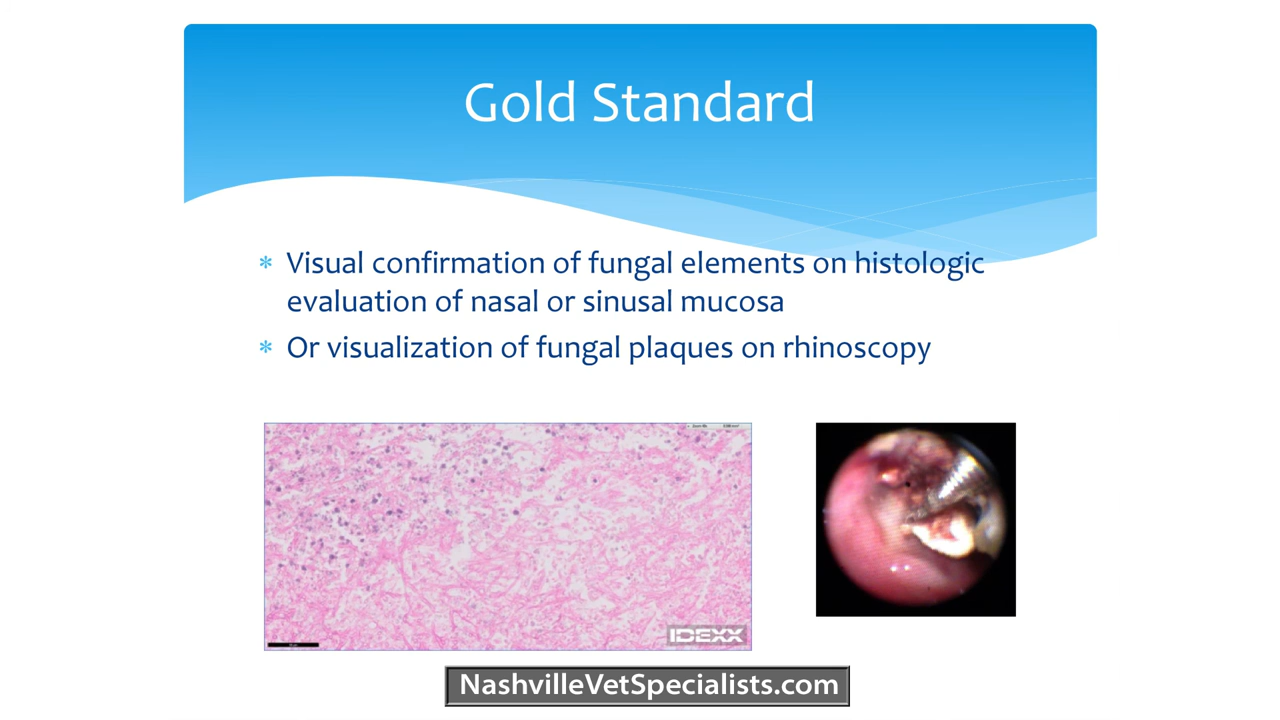 Gold Standard
* Visual confirmation of fungal elements on histologic
evaluation of nasal or sinusal mucosa
* Or visualization of fungal plaques on rhinoscopy
IDEXX
NashvilleVetSpecialists.com